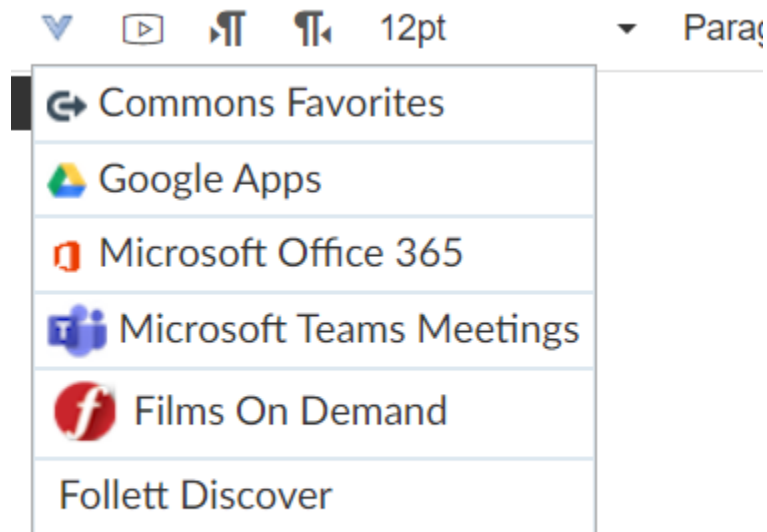 12pt Parag
Commons Favorites
Google Apps
Microsoft Office 365
Microsoft Teams Meetings
Films On Demand
Follett Discover